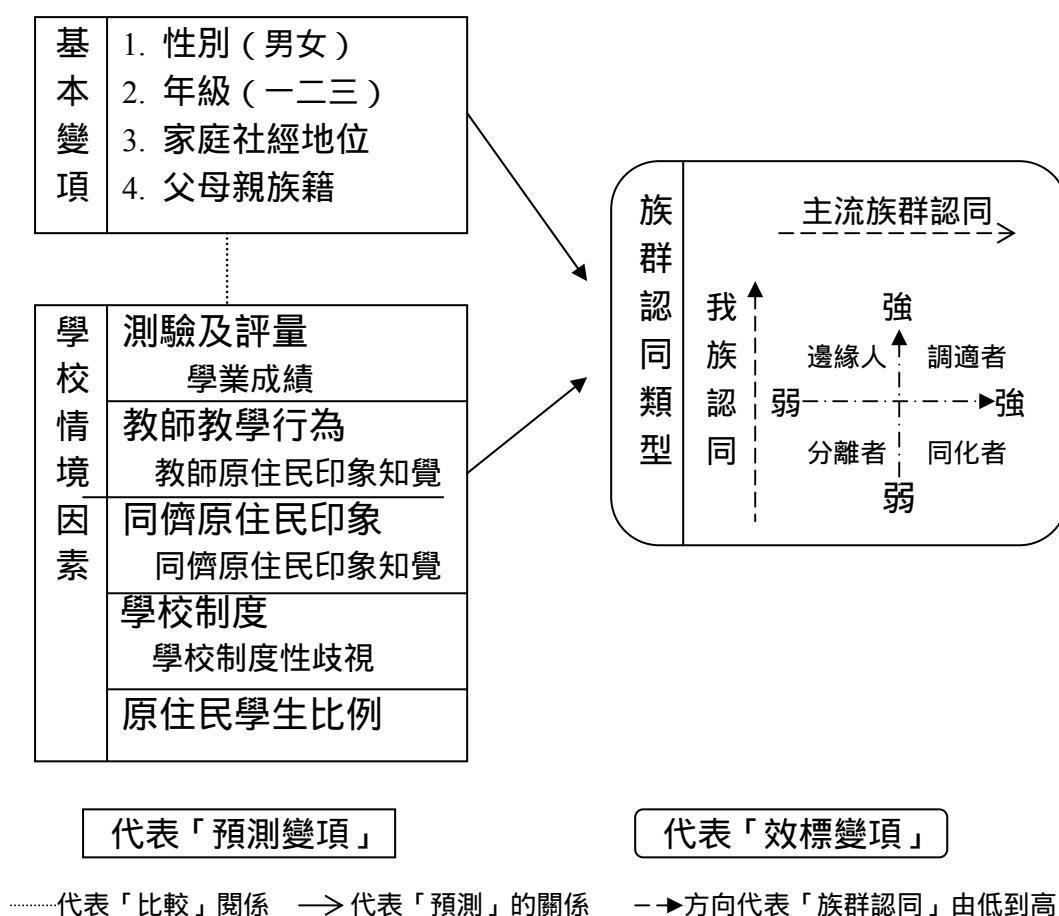 基本變項
1. 性別（男女）
2. 年級（一二三）
3. 家庭社經地位
4. 父母親族籍
學校情境因素
測驗及評量
學業成績
教師教學行為
教師原住民印象知覺
同儕原住民印象
同儕原住民印象知覺
學校制度
學校制度性歧視
原住民學生比例
族群認同類型
主流族群認同
我族認同
強
邊緣人
調適者
弱
強
分離者
同化者
弱
代表「預測變項」
代表「效標變項」
代表「比較」関係
代表「預測」的關係
方向代表「族群認同」由低到高